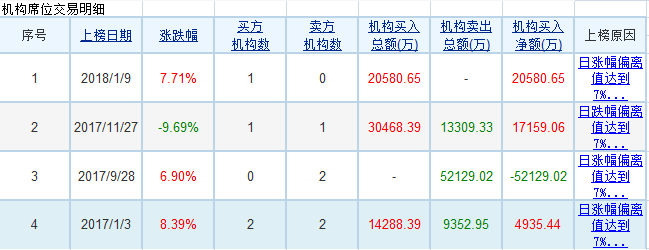 机构席位交易明细
序号 上榜日期 涨跌幅 买方机构数 卖方机构数 机构买入总额(万) 机构卖出总额(万) 机构买入净额(万) 上榜原因
1 2018/1/9 7.71% 1 0 20580.65 - 20580.65 日涨幅偏离值达到7%...
2 2017/11/27 -9.69% 1 1 30468.39 13309.33 17159.06 日跌幅偏离值达到7%...
3 2017/9/28 6.90% 0 2 - 52129.02 -52129.02 日涨幅偏离值达到7%...
4 2017/1/3 8.39% 2 2 14288.39 9352.95 4935.44 日涨幅偏离值达到7%...